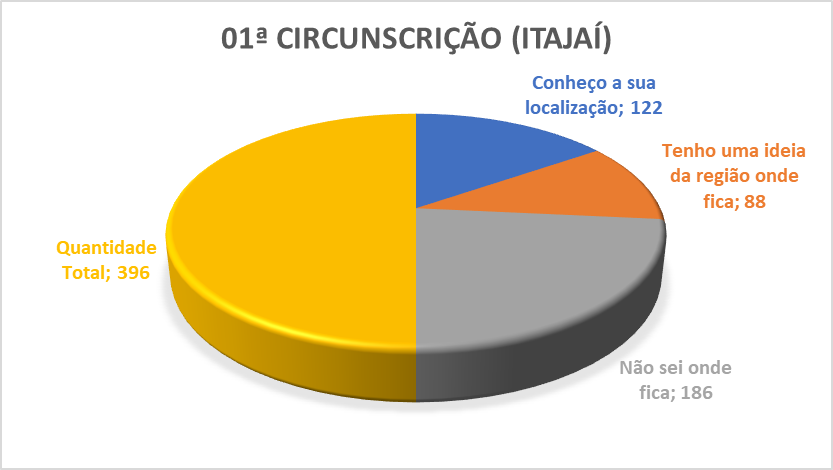 01ª CIRCUNSCRIÇÃO (ITAJAÍ)
Conheço a sua
localização; 122
Tenho uma ideia
da região onde
fica; 88
Quantidade
Total; 396
Não sei onde
fica; 186